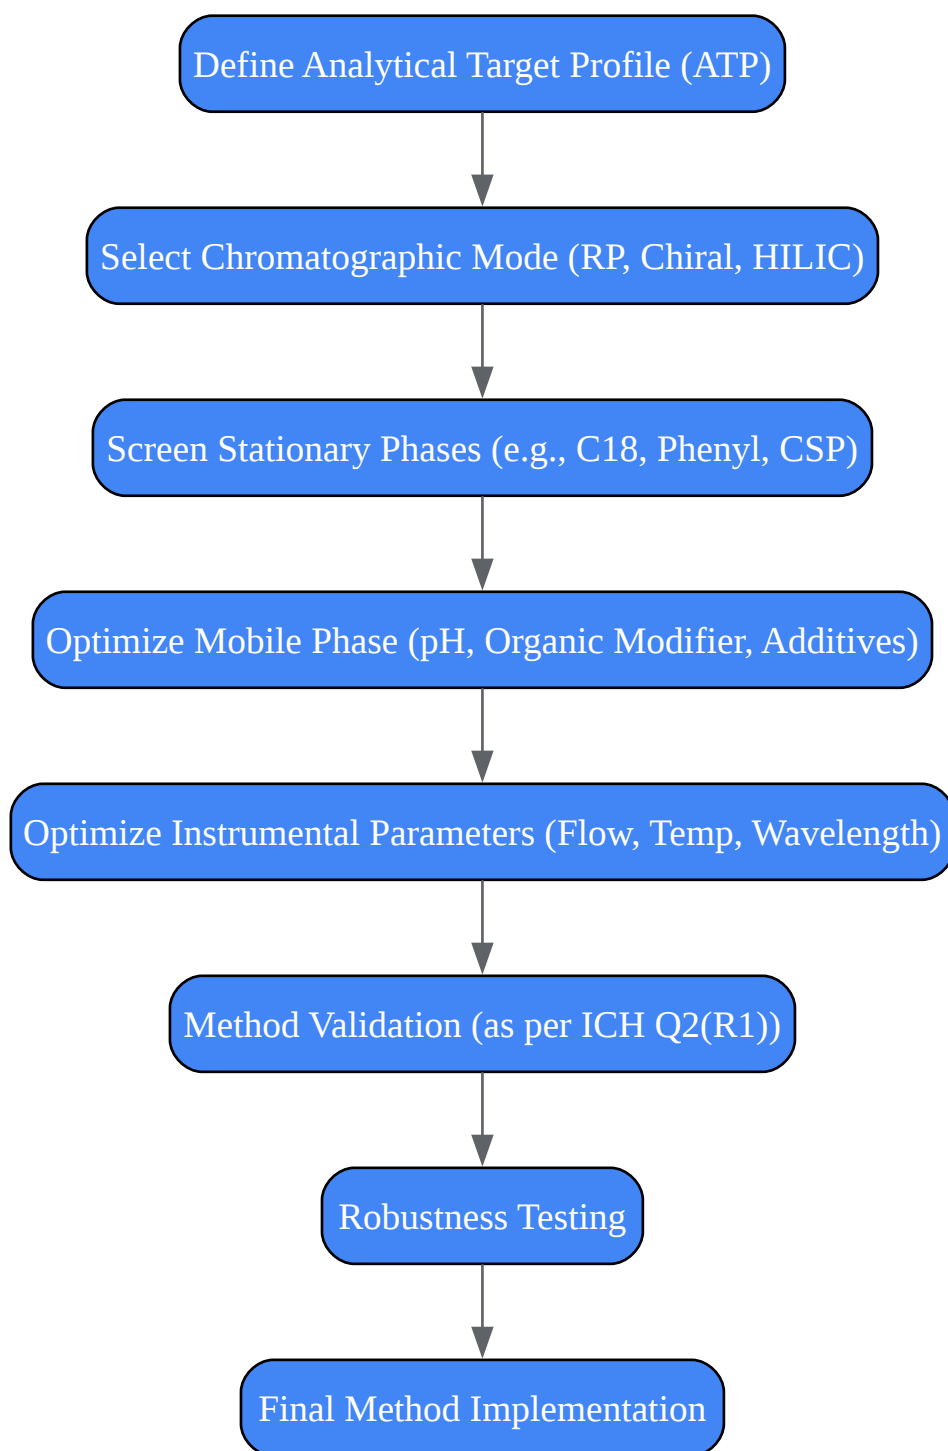 Define Analytical Target Profile (ATP)
Select Chromatographic Mode (RP, Chiral, HILIC)
Screen Stationary Phases (e.g., C18, Phenyl, CSP)
Optimize Mobile Phase (pH, Organic Modifier, Additives)
Optimize Instrumental Parameters (Flow, Temp, Wavelength)
Method Validation (as per ICH Q2(R1))
Robustness Testing
Final Method Implementation